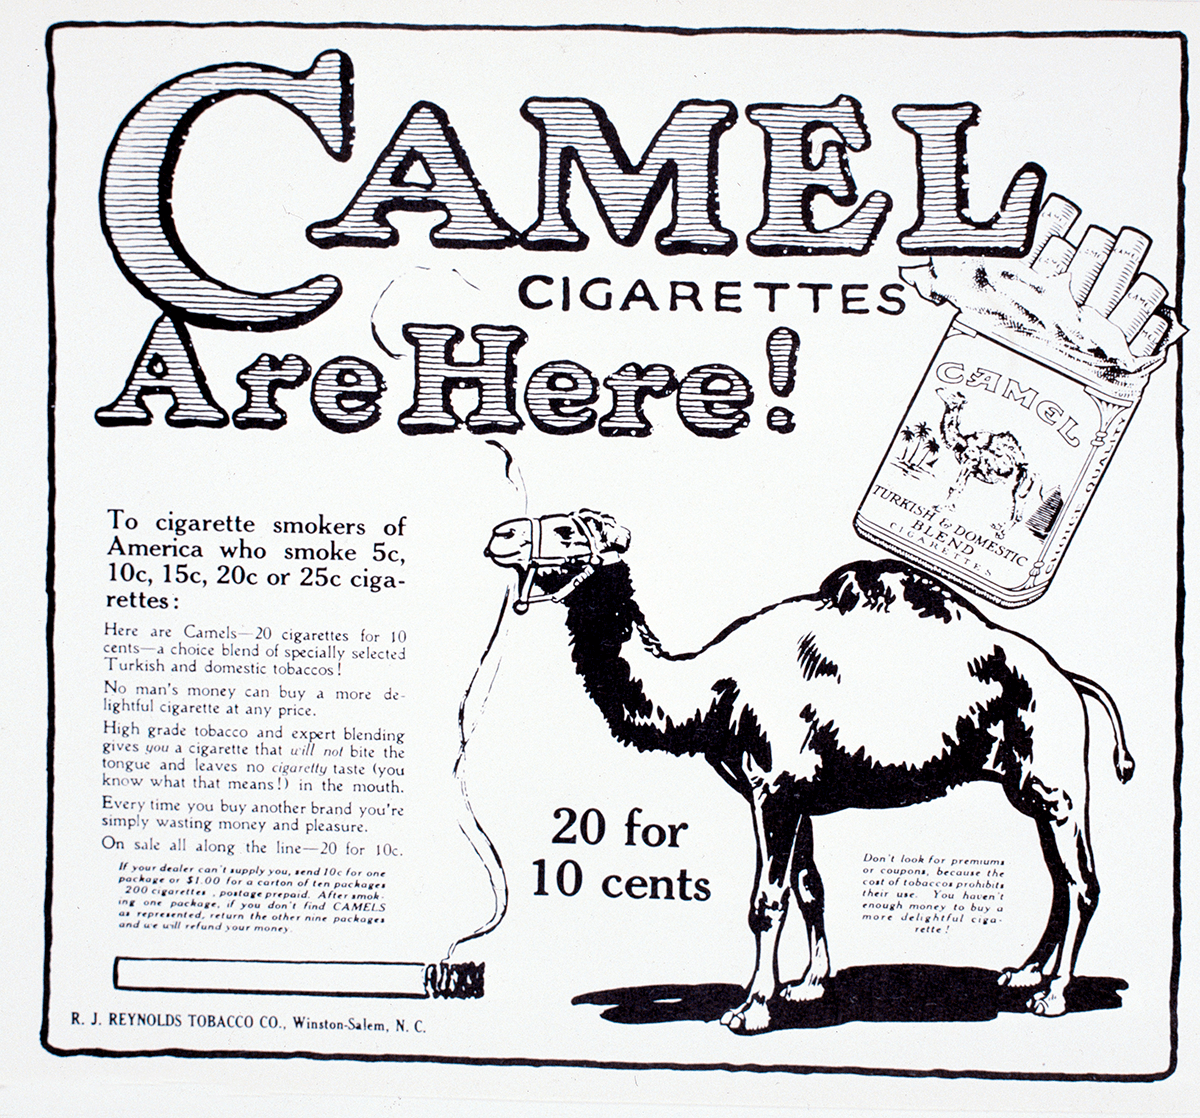 CAMEL
CIGARETTES
Are Here!
CAMEL
TURKISH & DOMESTIC
BLEND
CIGARETTES
CHOICE QUALITY
To cigarette smokers of
America who smoke 5c,
10c, 15c, 20c or 25c ciga-
rettes:
Here are Camels—20 cigarettes for 10
cents—a choice blend of specially selected
Turkish and domestic tobaccos!
No man's money can buy a more de-
lightful cigarette at any price.
High grade tobacco and expert blending
gives you a cigarette that will not bite the
tongue and leaves no cigaretty taste (you
know what that means!) in the mouth.
Every time you buy another brand you're
simply wasting money and pleasure.
On sale all along the line—20 for 10c.
If your dealer can't supply you, send 10c for one
package or $1.00 for a carton of ten packages
200 cigarettes, postage prepaid. After smok-
ing one package, if you don't find CAMELS
as represented, return the other nine packages
and we will refund your money.
20 for
10 cents
Don't look for premiums
or coupons, because the
cost of tobaccos prohibits
their use. You haven't
enough money to buy a
more delightful ciga-
rette!
R. J. REYNOLDS TOBACCO CO., Winston-Salem, N. C.